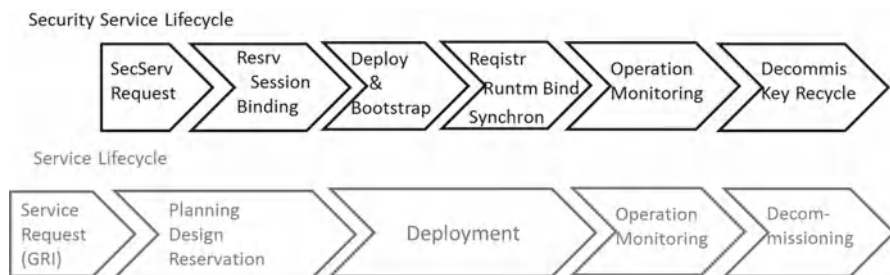 Security Service Lifecycle
SecServ
Request
Resrv
Session
Binding
Deploy
&
Bootstrap
Reqistr
Runtm Bind
Synchron
Operation
Monitoring
Decommis
Key Recycle
Service Lifecycle
Service
Request
(GRI)
Planning
Design
Reservation
Deployment
Operation
Monitoring
Decom-
missioning